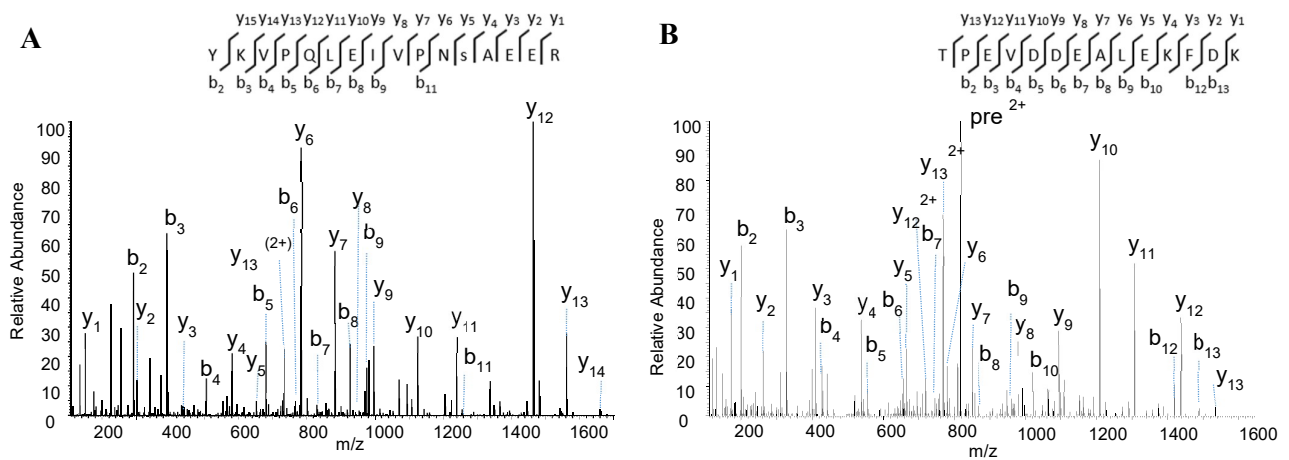 A
y15 y14 y13 y12 y11 y10 y9 y8 y7 y6 y5 y4 y3 y2 y1
Y K V P Q L E I V P N s A E E R
b2 b3 b4 b5 b6 b7 b8 b9 b11
Relative Abundance
100
90
80
70
60
50
40
30
20
10
0
y1
b2
y2
b3
y3
b4
y4
y5
b5
y13
(2+)
b6
y6
b7
y7
b8
y8
b9
y9
y10
y11
b11
y12
y13
y14
200 400 600 800 1000 1200 1400 1600
m/z
B
y13 y12 y11 y10 y9 y8 y7 y6 y5 y4 y3 y2 y1
T P E V D D E A L E K F D K
b2 b3 b4 b5 b6 b7 b8 b9 b10 b12 b13
Relative Abundance
100
90
80
70
60
50
40
30
20
10
0
y1
b2
y2
b3
y3
b4
y4
b5
b6
y5
y12
2+
b7
y13
2+
pre 2+
y6
y7
b8
b9
y8
b10
y9
y10
y11
b12
y12
b13
y13
200 400 600 800 1000 1200 1400 1600
m/z